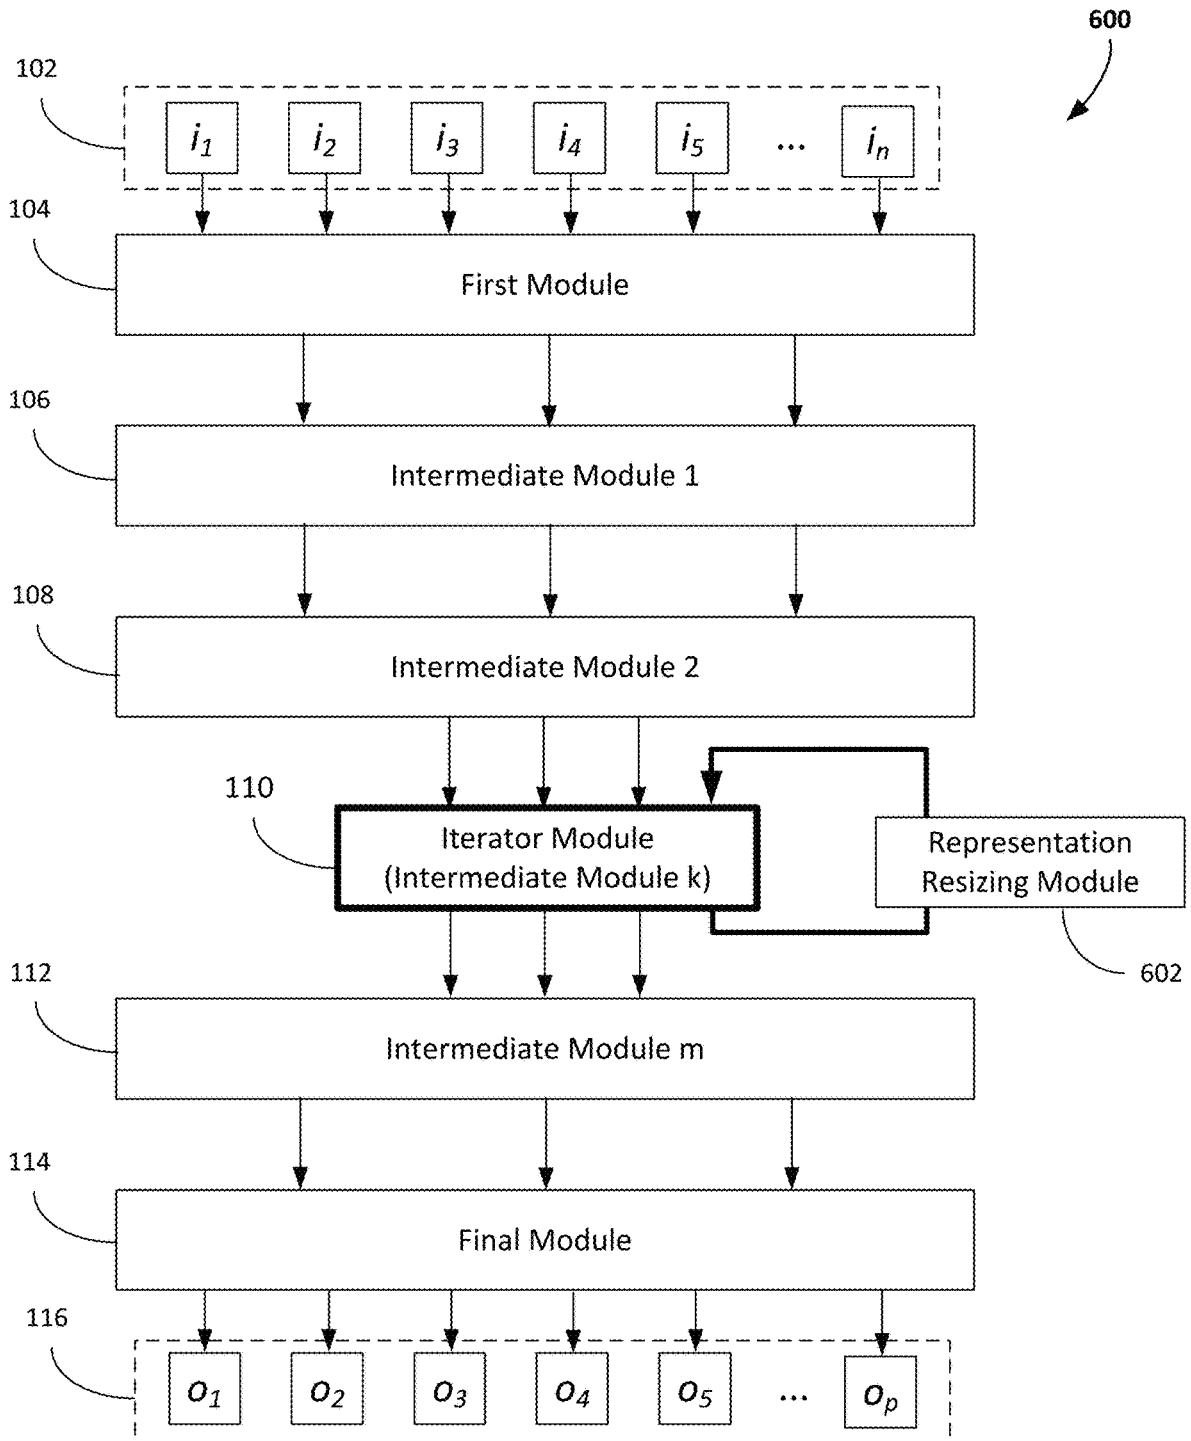 600
102
i1 i2 i3 i4 i5 ... in
104
First Module
106
Intermediate Module 1
108
Intermediate Module 2
110
Iterator Module
(Intermediate Module k)
Representation
Resizing Module
602
112
Intermediate Module m
114
Final Module
116
o1 o2 o3 o4 o5 ... op